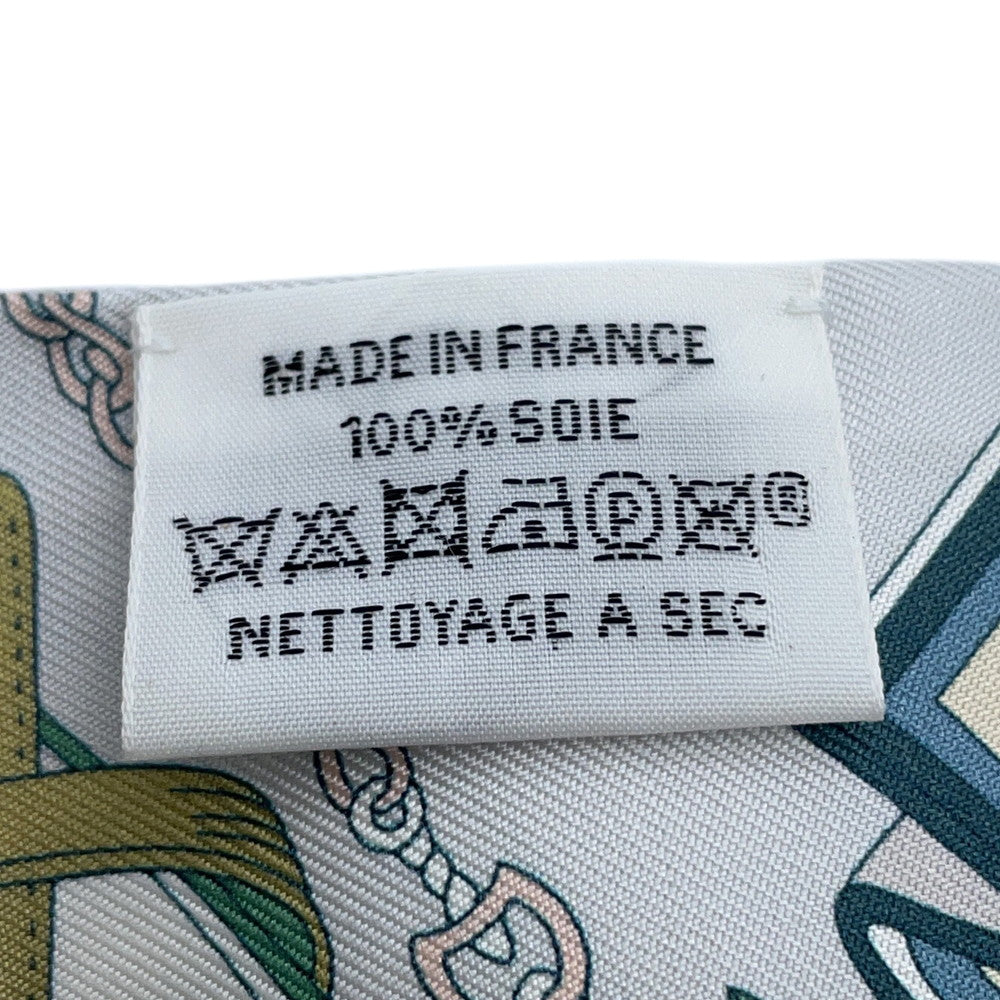 MADE IN FRANCE
100% SOIE
P ®
NETTOYAGE A SEC